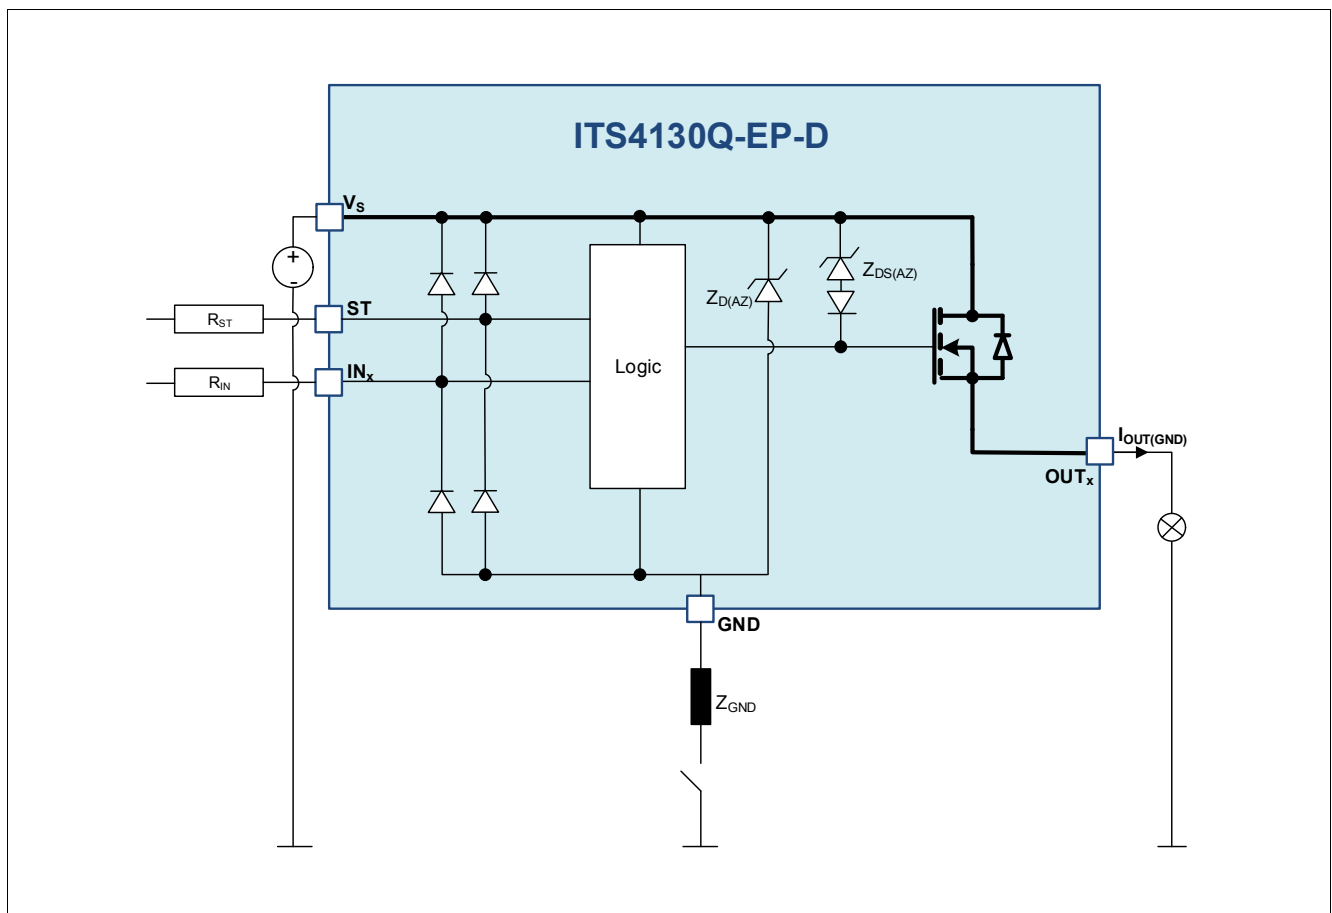 ITS4130Q-EP-D
VS
ZDS(AZ)
ZD(AZ)
ST
RST
INx
RIN
Logic
IOUT(GND)
OUTx
GND
ZGND
+
-